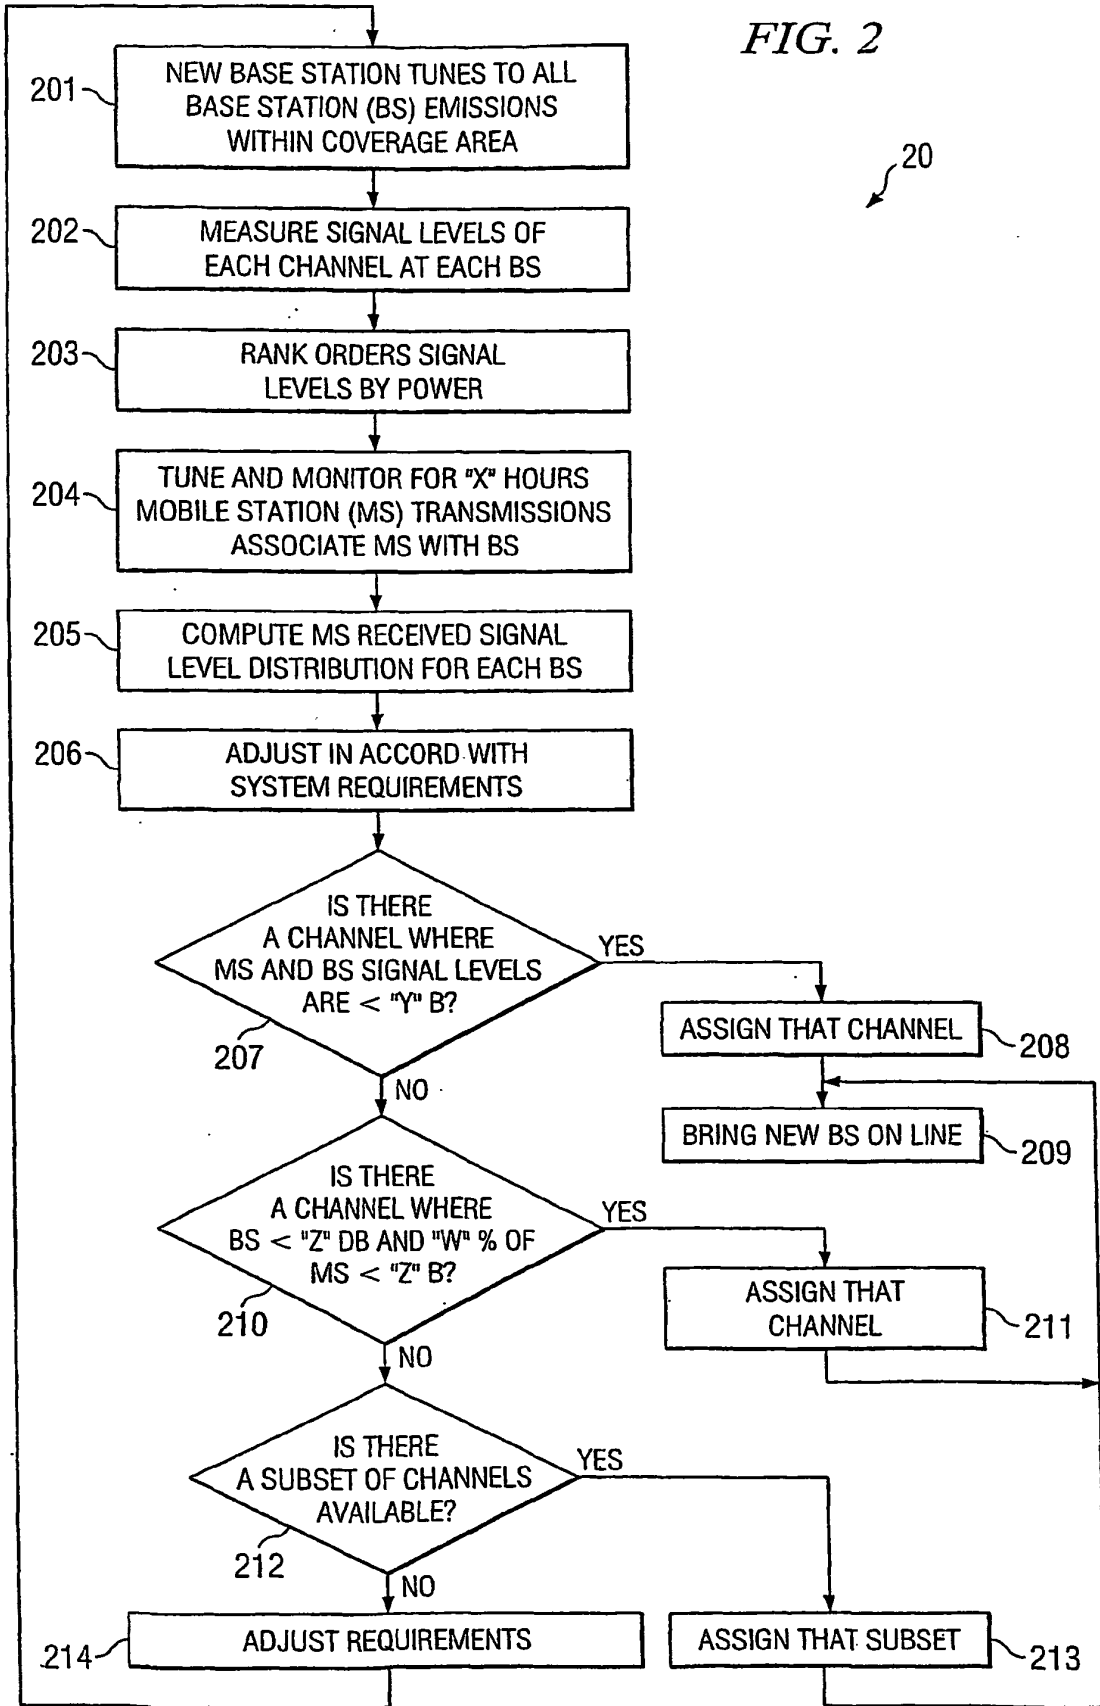 FIG. 2
20
201
NEW BASE STATION TUNES TO ALL
BASE STATION (BS) EMISSIONS
WITHIN COVERAGE AREA
202
MEASURE SIGNAL LEVELS OF
EACH CHANNEL AT EACH BS
203
RANK ORDERS SIGNAL
LEVELS BY POWER
204
TUNE AND MONITOR FOR "X" HOURS
MOBILE STATION (MS) TRANSMISSIONS
ASSOCIATE MS WITH BS
205
COMPUTE MS RECEIVED SIGNAL
LEVEL DISTRIBUTION FOR EACH BS
206
ADJUST IN ACCORD WITH
SYSTEM REQUIREMENTS
IS THERE
A CHANNEL WHERE
MS AND BS SIGNAL LEVELS
ARE < "Y" B?
207
YES
NO
ASSIGN THAT CHANNEL
208
BRING NEW BS ON LINE
209
IS THERE
A CHANNEL WHERE
BS < "Z" DB AND "W" % OF
MS < "Z" B?
210
YES
NO
ASSIGN THAT
CHANNEL
211
IS THERE
A SUBSET OF CHANNELS
AVAILABLE?
212
YES
NO
214
ADJUST REQUIREMENTS
ASSIGN THAT SUBSET
213